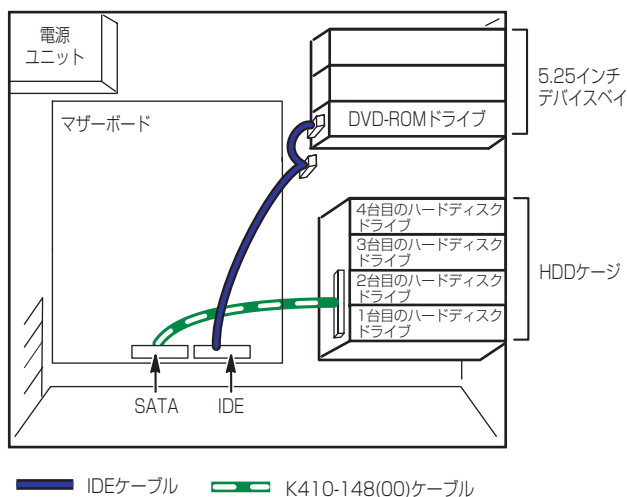 電源
ユニット
マザーボード
5.25インチ
デバイスベイ
DVD-ROMドライブ
4台目のハードディスク
ドライブ
3台目のハードディスク
ドライブ
2台目のハードディスク
ドライブ
1台目のハードディスク
ドライブ
HDDケージ
SATA
IDE
IDEケーブル
K410-148(00)ケーブル